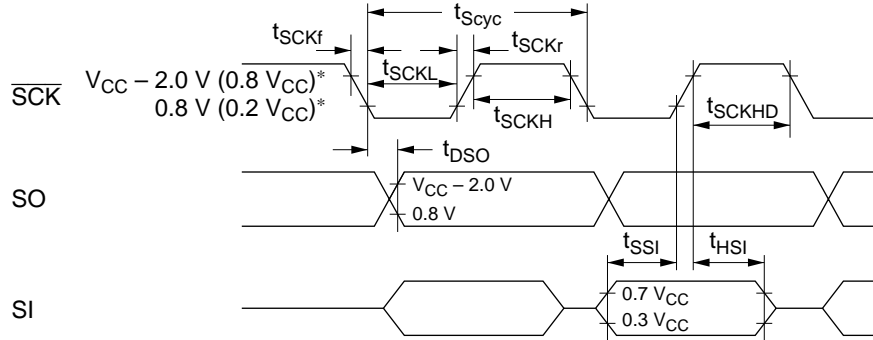 tScyc
tSCKf
tSCKr
VCC – 2.0 V (0.8 VCC)*
tSCKL
SCK
0.8 V (0.2 VCC)*
tSCKH
tSCKHD
tDSO
SO
VCC – 2.0 V
0.8 V
tSSI
tHSI
SI
0.7 VCC
0.3 VCC